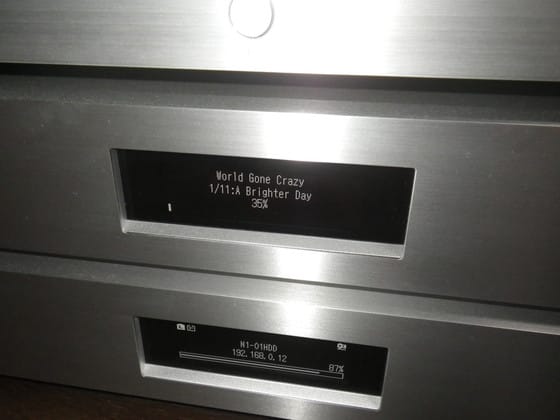 World Gone Crazy
1/11:A Brighter Day
35%
N1-01HDD
192.168.0.12
87%